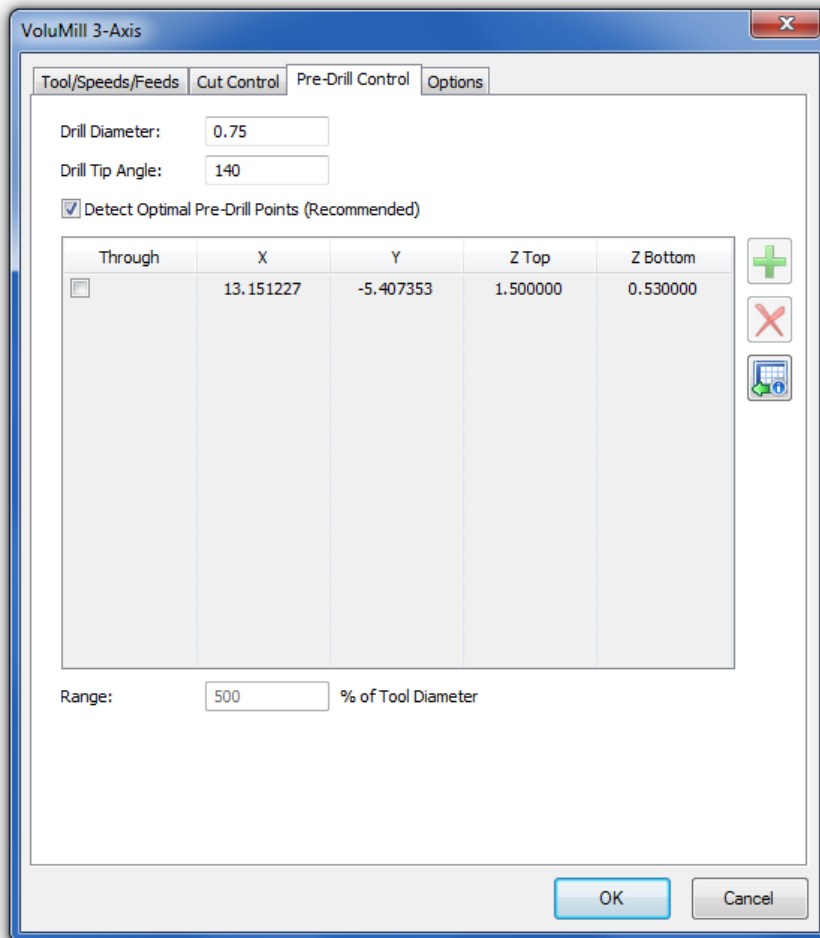 VoluMill 3-Axis
Tool/Speeds/Feeds Cut Control Pre-Drill Control Options
Drill Diameter: 0.75
Drill Tip Angle: 140
Detect Optimal Pre-Drill Points (Recommended)
Through X Y Z Top Z Bottom
13.151227 -5.407353 1.500000 0.530000
Range: 500 % of Tool Diameter
OK Cancel